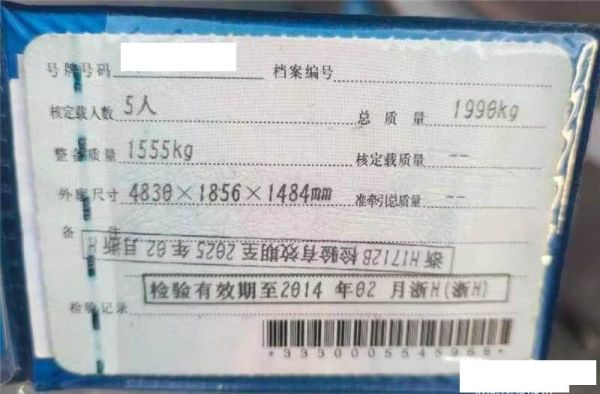 号牌号码 档案编号
核定载人数 5人 总质量 1990kg
整备质量 1555kg 核定载质量 --
外廓尺寸 4830×1856×1484mm 准牵引总质量 --
备注
浙H1712B检验有效期至2025年02月浙H
检验有效期至2014年02月浙H(浙H)
检验记录
*3330005545966*